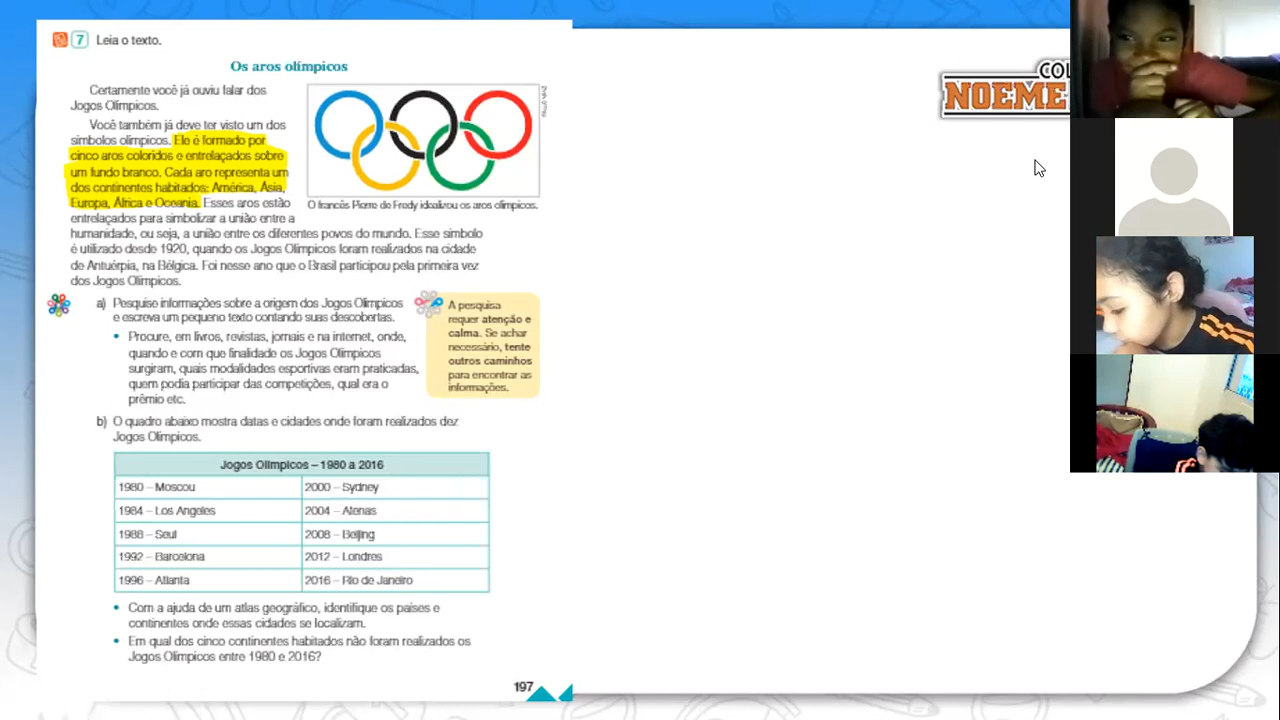 7 Leia o texto.
Os aros olímpicos
Certamente você já ouviu falar dos
Jogos Olímpicos.
Você também já deve ter visto um dos
símbolos olímpicos. Ele é formado por
cinco aros coloridos e entrelaçados sobre
um fundo branco. Cada aro representa um
dos continentes habitados: América, Ásia,
Europa, África e Oceania. Esses aros estão
entrelaçados para simbolizar a união entre a
humanidade, ou seja, a união entre os diferentes povos do mundo. Esse símbolo
é utilizado desde 1920, quando os Jogos Olímpicos foram realizados na cidade
de Antuérpia, na Bélgica. Foi nesse ano que o Brasil participou pela primeira vez
dos Jogos Olímpicos.
O francês Pierre de Fredy idealizou os aros olímpicos.
a) Pesquise informações sobre a origem dos Jogos Olímpicos
e escreva um pequeno texto contando suas descobertas.
• Procure, em livros, revistas, jornais e na internet, onde,
quando e com que finalidade os Jogos Olímpicos
surgiram, quais modalidades esportivas eram praticadas,
quem podia participar das competições, qual era o
prêmio etc.
A pesquisa
requer atenção e
calma. Se achar
necessário, tente
outros caminhos
para encontrar as
informações.
b) O quadro abaixo mostra datas e cidades onde foram realizados dez
Jogos Olímpicos.
Jogos Olímpicos – 1980 a 2016
1980 – Moscou 2000 – Sydney
1984 – Los Angeles 2004 – Atenas
1988 – Seul 2008 – Beijing
1992 – Barcelona 2012 – Londres
1996 – Atlanta 2016 – Rio de Janeiro
• Com a ajuda de um atlas geográfico, identifique os países e
continentes onde essas cidades se localizam.
• Em qual dos cinco continentes habitados não foram realizados os
Jogos Olímpicos entre 1980 e 2016?
197
COL
NOEME